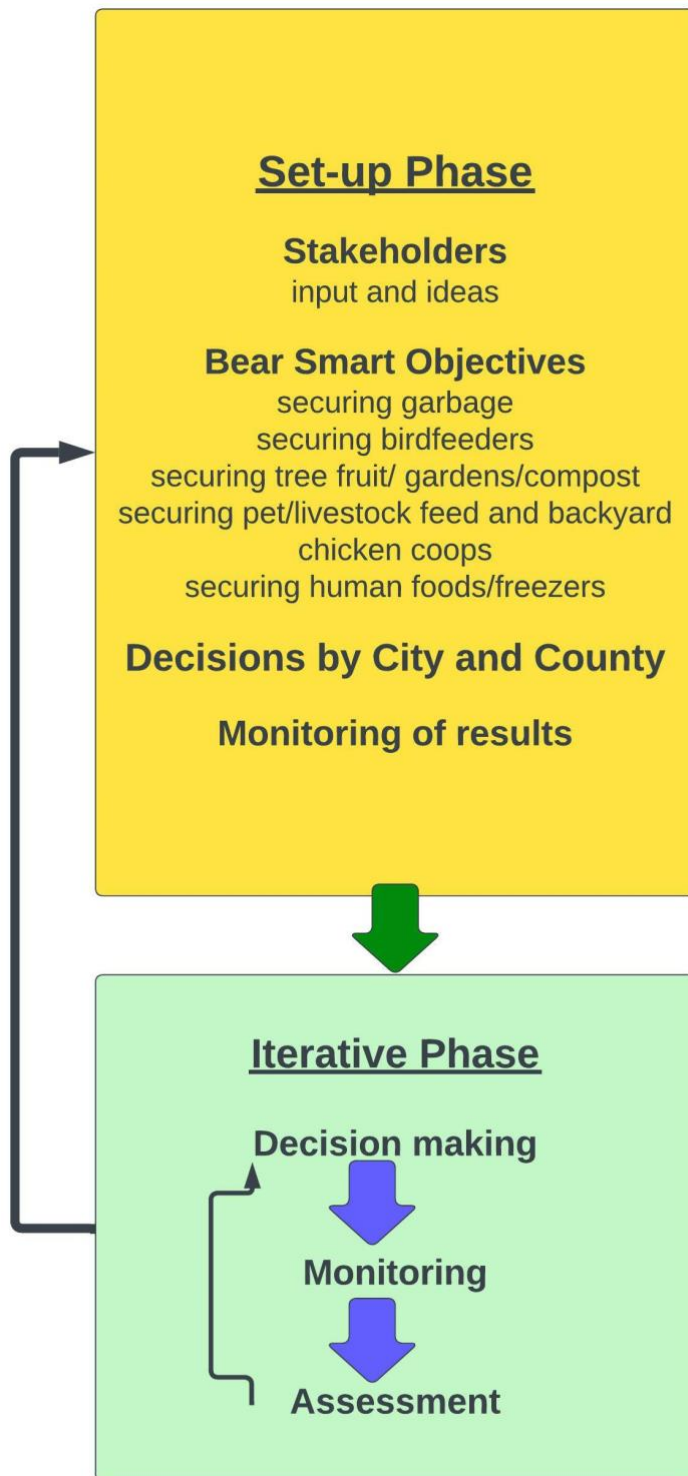 Set-up Phase
Stakeholders
input and ideas
Bear Smart Objectives
securing garbage
securing birdfeeders
securing tree fruit/ gardens/compost
securing pet/livestock feed and backyard
chicken coops
securing human foods/freezers
Decisions by City and County
Monitoring of results
Iterative Phase
Decision making
Monitoring
Assessment